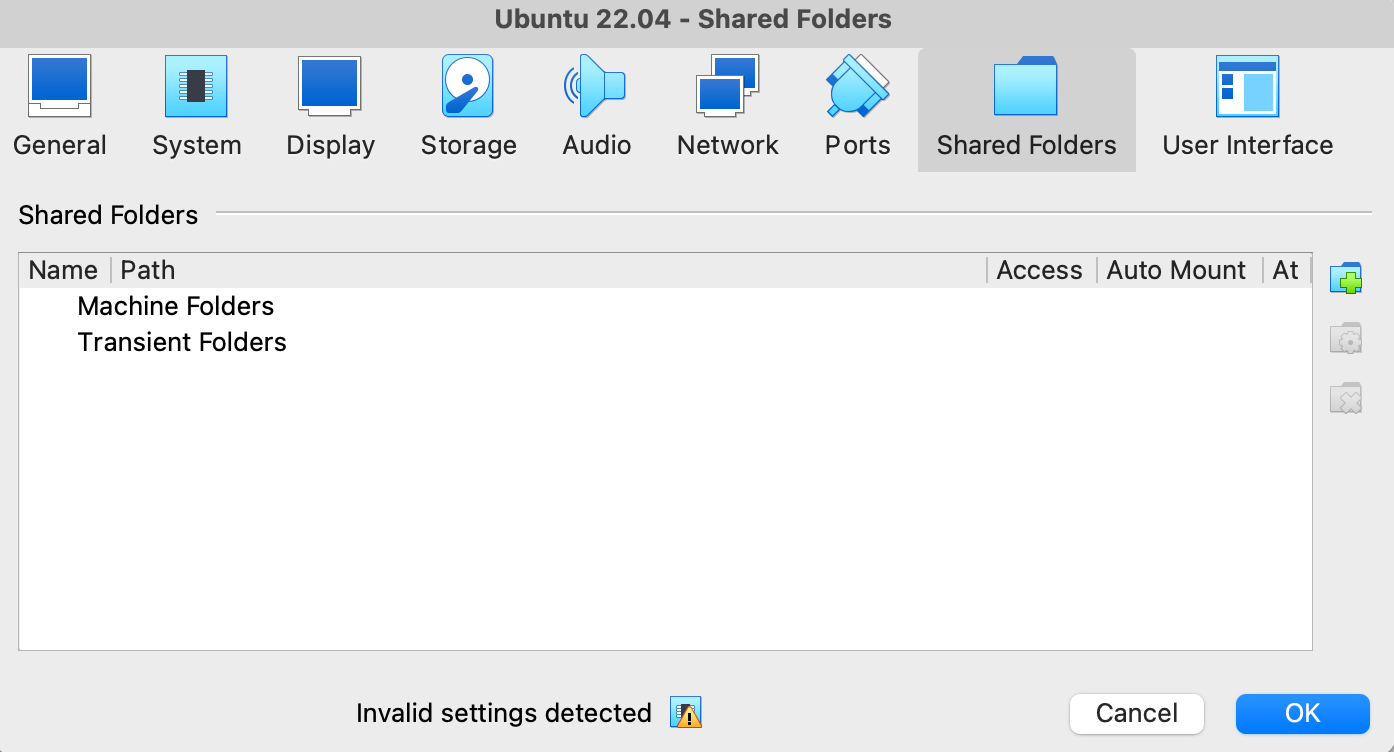 Ubuntu 22.04 - Shared Folders
General System Display Storage Audio Network Ports Shared Folders User Interface
Shared Folders
Name Path Access Auto Mount At
Machine Folders
Transient Folders
Invalid settings detected Cancel OK